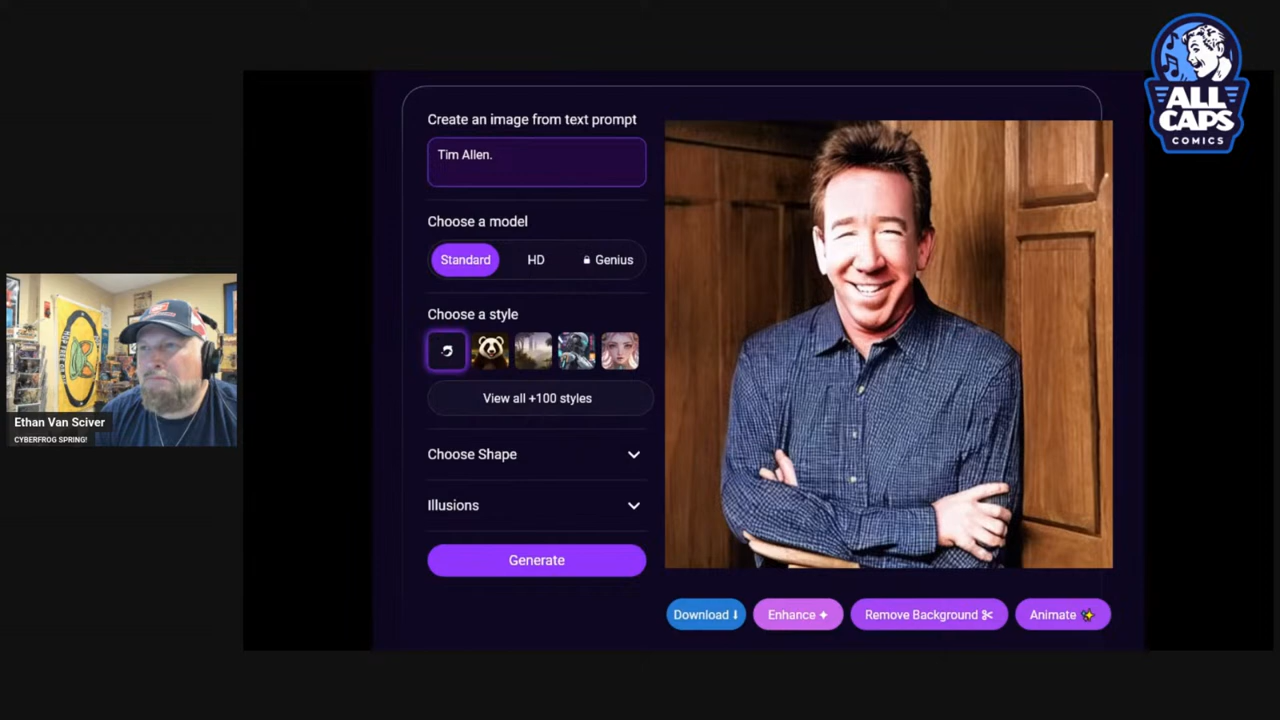 ALL
CAPS
COMICS
Create an image from text prompt
Tim Allen.
Choose a model
Standard HD Genius
Choose a style
View all +100 styles
Choose Shape
Illusions
Generate
Download Enhance Remove Background Animate
Ethan Van Sciver
CYBERFROG SPRING!